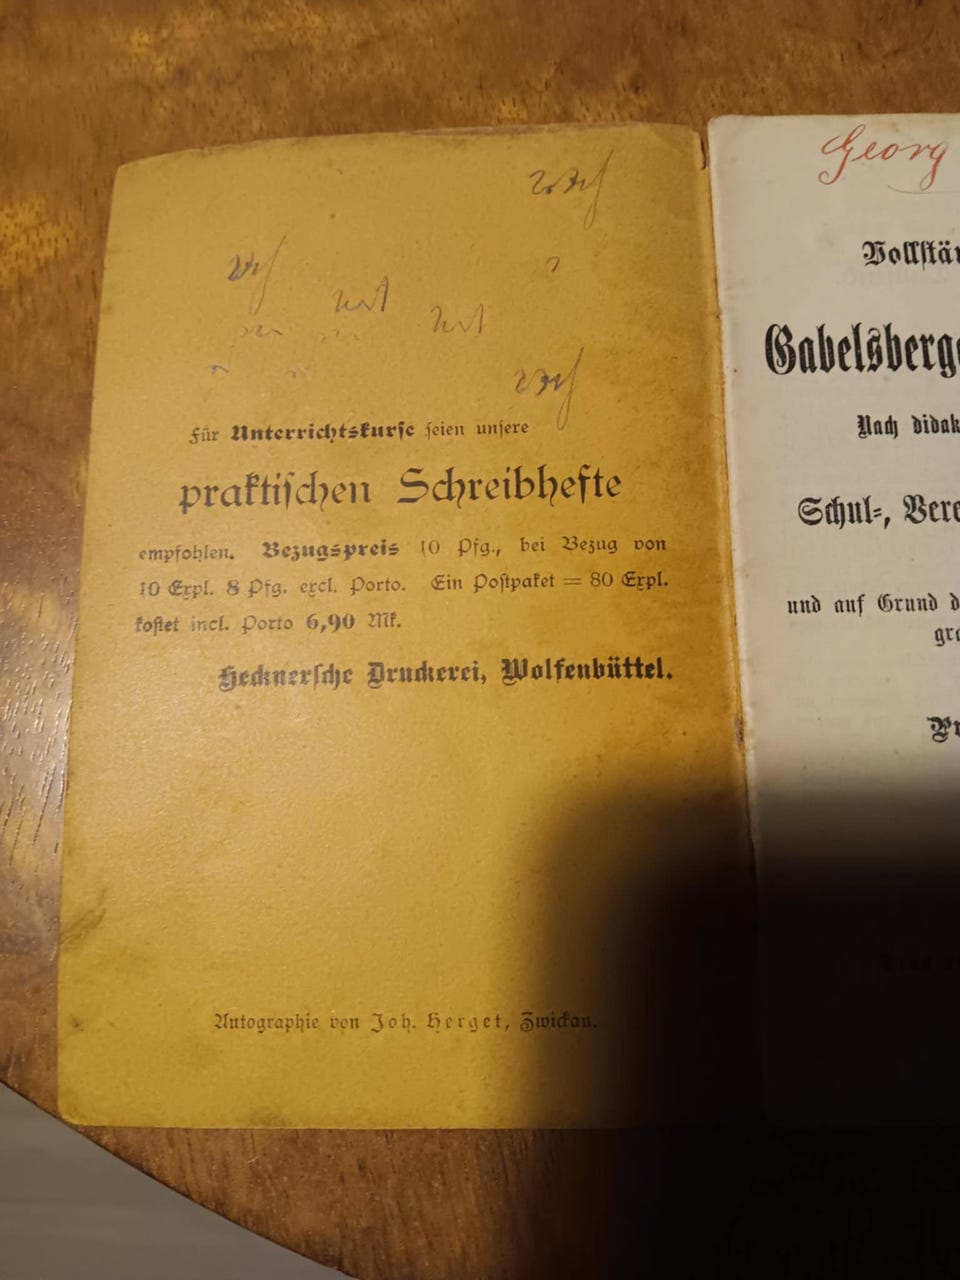 Für Unterrichtskurse seien unsere
praktischen Schreibhefte
empfohlen. Bezugspreis 10 Pfg., bei Bezug von
10 Expl. 8 Pfg. excl. Porto. Ein Postpaket = 80 Expl.
kostet incl. Porto 6,90 Mk.
Hecknersche Druckerei, Wolfenbüttel.
Autographie von Joh. Herget, Zwickau.
Georg
Vollstän
Gabelsberge
Nach didak
Schul-, Vere
und auf Grund d
gr
Pr